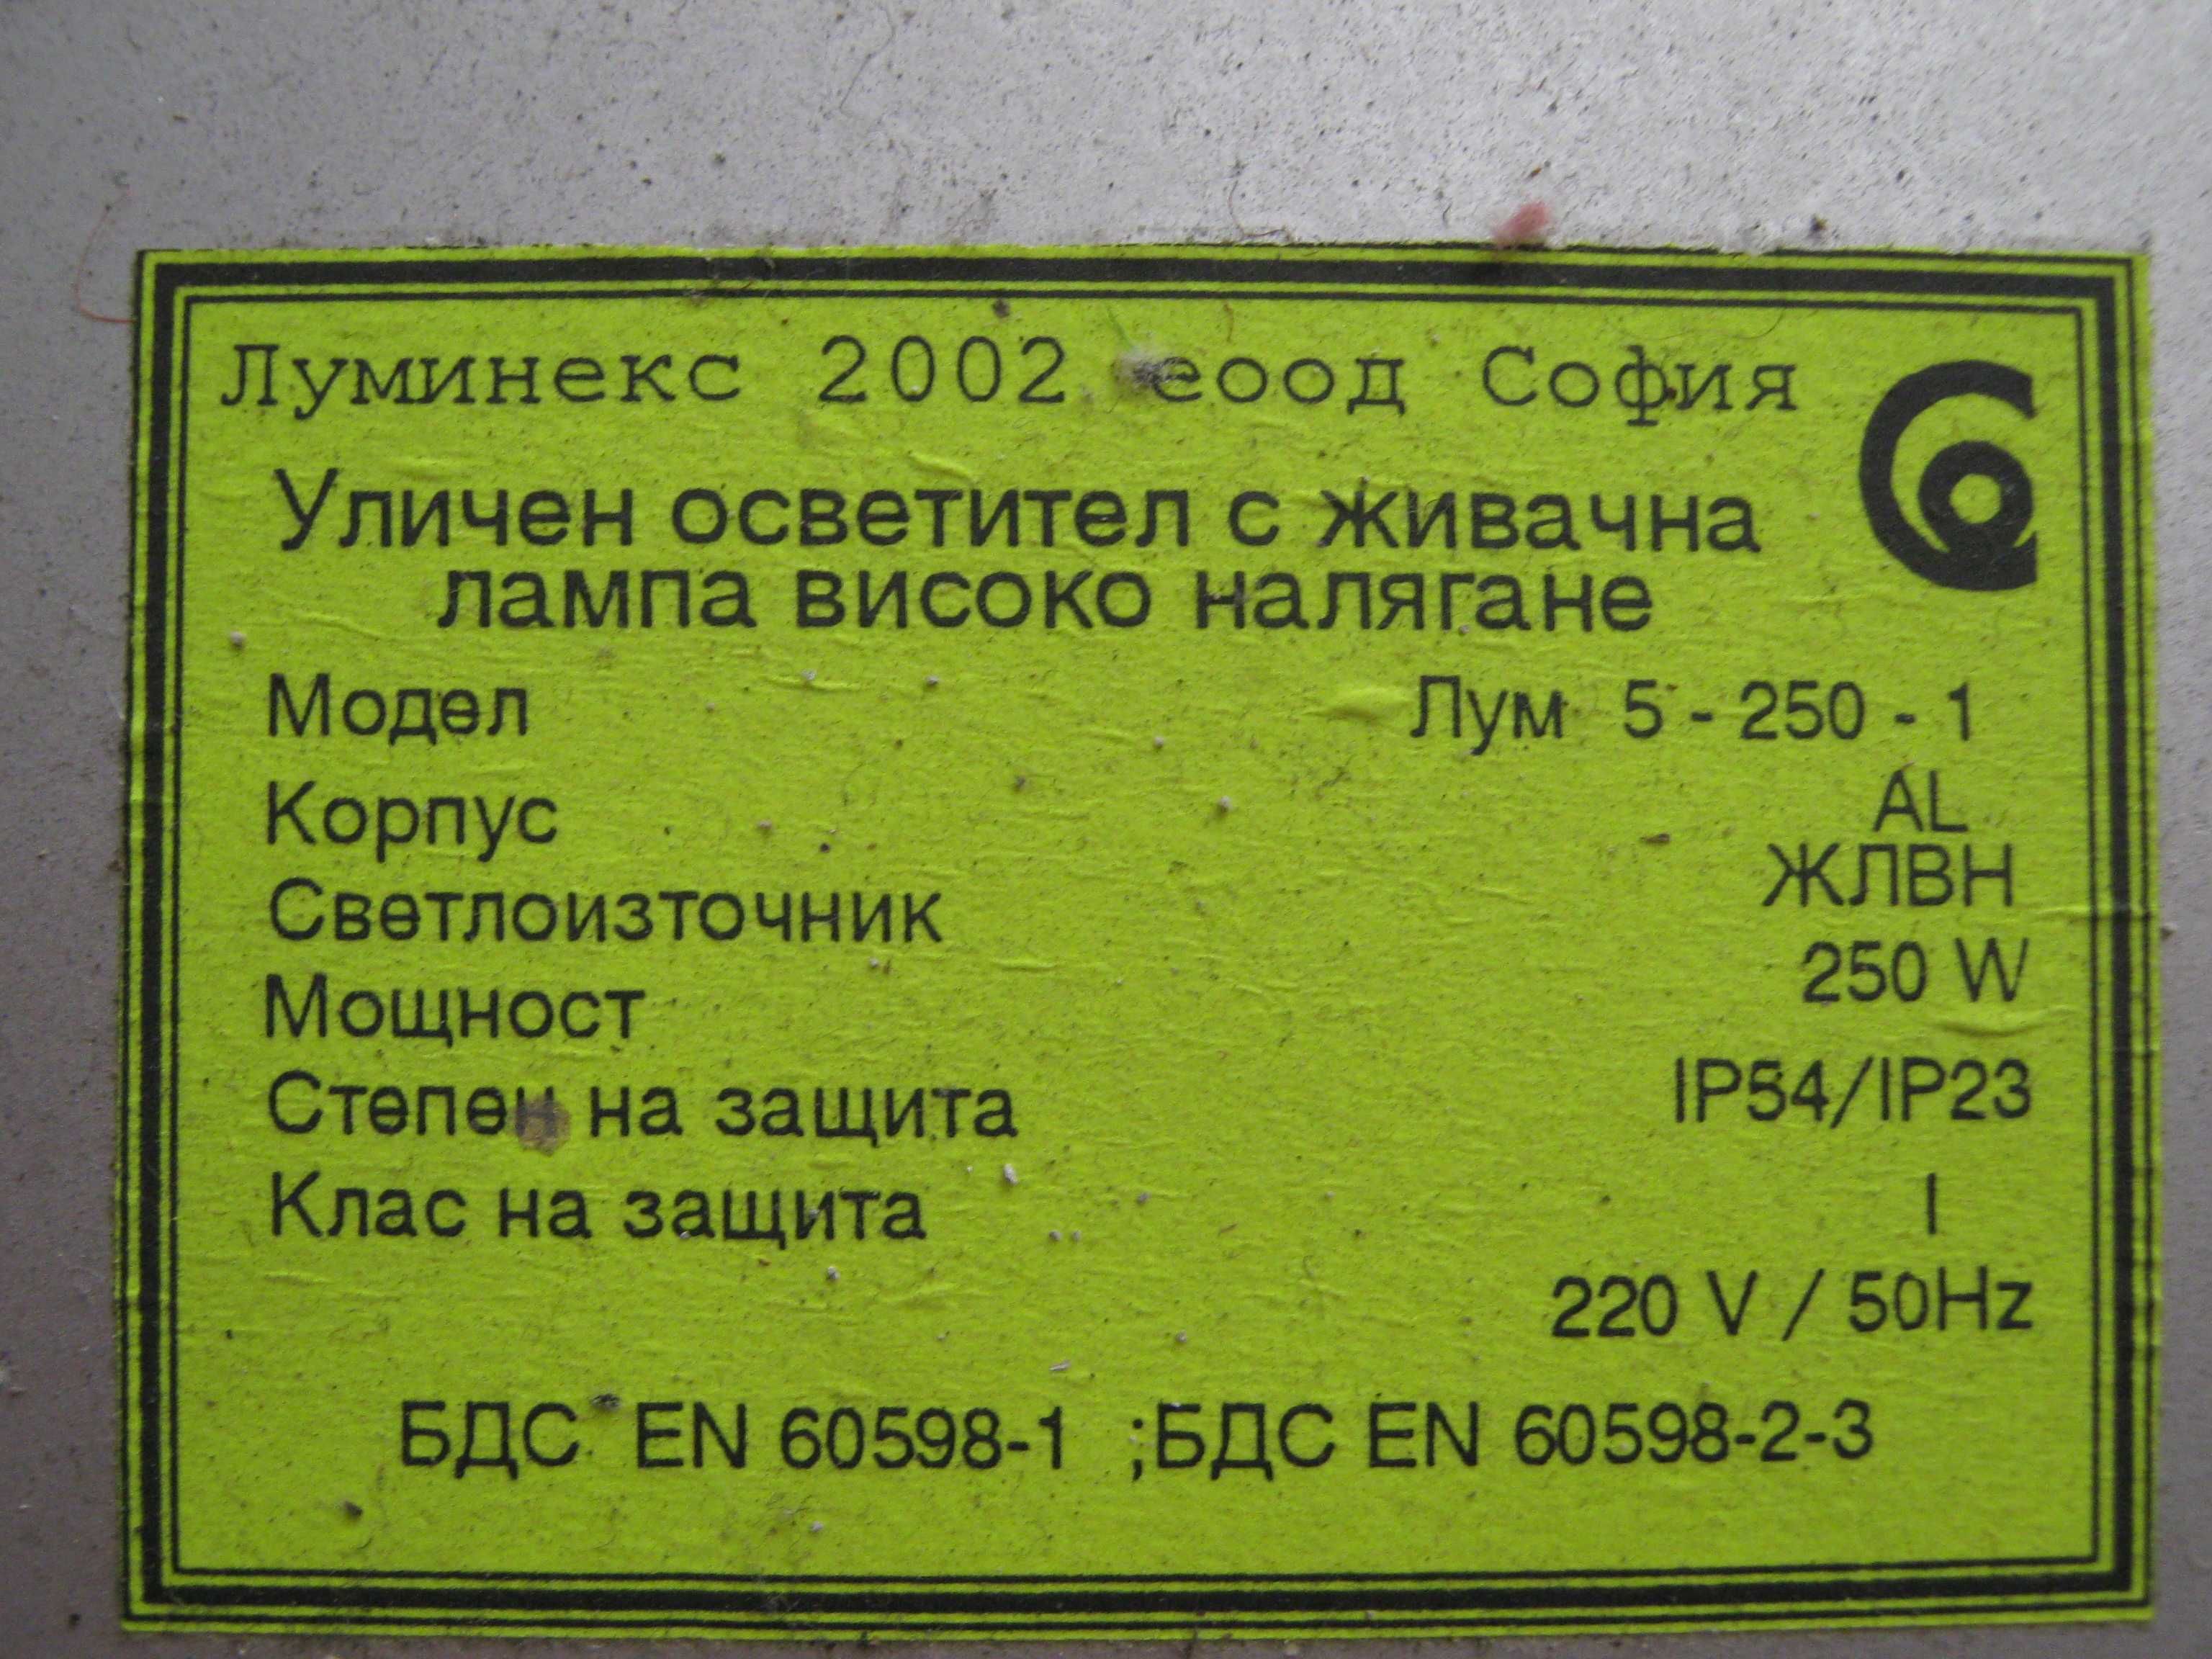 Луминекс 2002 еоод София
Уличен осветител с живачна
лампа високо налягане
Модел Лум 5 - 250 - 1
Корпус AL
Светлоизточник ЖЛВН
Мощност 250 W
Степен на защита IP54/IP23
Клас на защита I
220 V / 50Hz
БДС EN 60598-1 ;БДС EN 60598-2-3